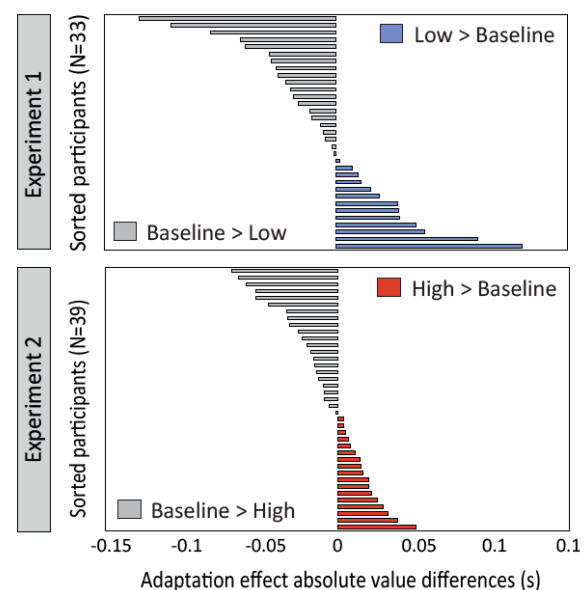 Experiment 1
Sorted participants (N=33)
Low > Baseline
Baseline > Low
Experiment 2
Sorted participants (N=39)
High > Baseline
Baseline > High
-0.15 -0.1 -0.05 0 0.05 0.1 0.1
Adaptation effect absolute value differences (s)